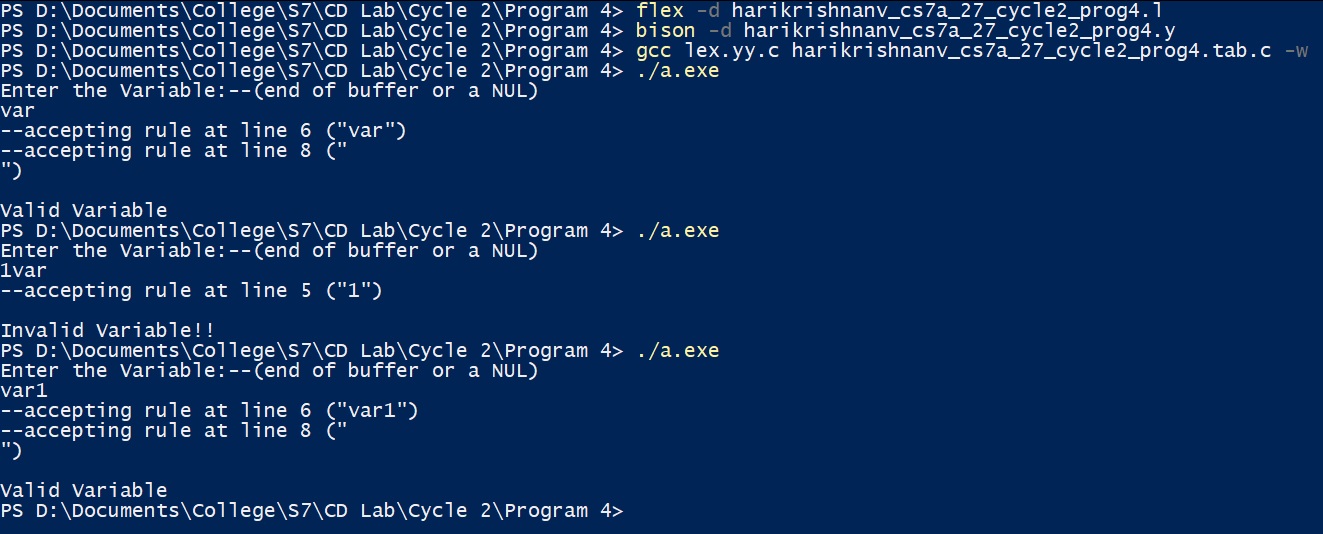 PS D:\Documents\College\S7\CD Lab\Cycle 2\Program 4> flex -d harikrishnanv_cs7a_27_cycle2_prog4.l
PS D:\Documents\College\S7\CD Lab\Cycle 2\Program 4> bison -d harikrishnanv_cs7a_27_cycle2_prog4.y
PS D:\Documents\College\S7\CD Lab\Cycle 2\Program 4> gcc lex.yy.c harikrishnanv_cs7a_27_cycle2_prog4.tab.c -w
PS D:\Documents\College\S7\CD Lab\Cycle 2\Program 4> ./a.exe
Enter the Variable:--(end of buffer or a NUL)
var
--accepting rule at line 6 ("var")
--accepting rule at line 8 ("
")
Valid Variable
PS D:\Documents\College\S7\CD Lab\Cycle 2\Program 4> ./a.exe
Enter the Variable:--(end of buffer or a NUL)
1var
--accepting rule at line 5 ("1")
Invalid Variable!!
PS D:\Documents\College\S7\CD Lab\Cycle 2\Program 4> ./a.exe
Enter the Variable:--(end of buffer or a NUL)
var1
--accepting rule at line 6 ("var1")
--accepting rule at line 8 ("
")
Valid Variable
PS D:\Documents\College\S7\CD Lab\Cycle 2\Program 4>